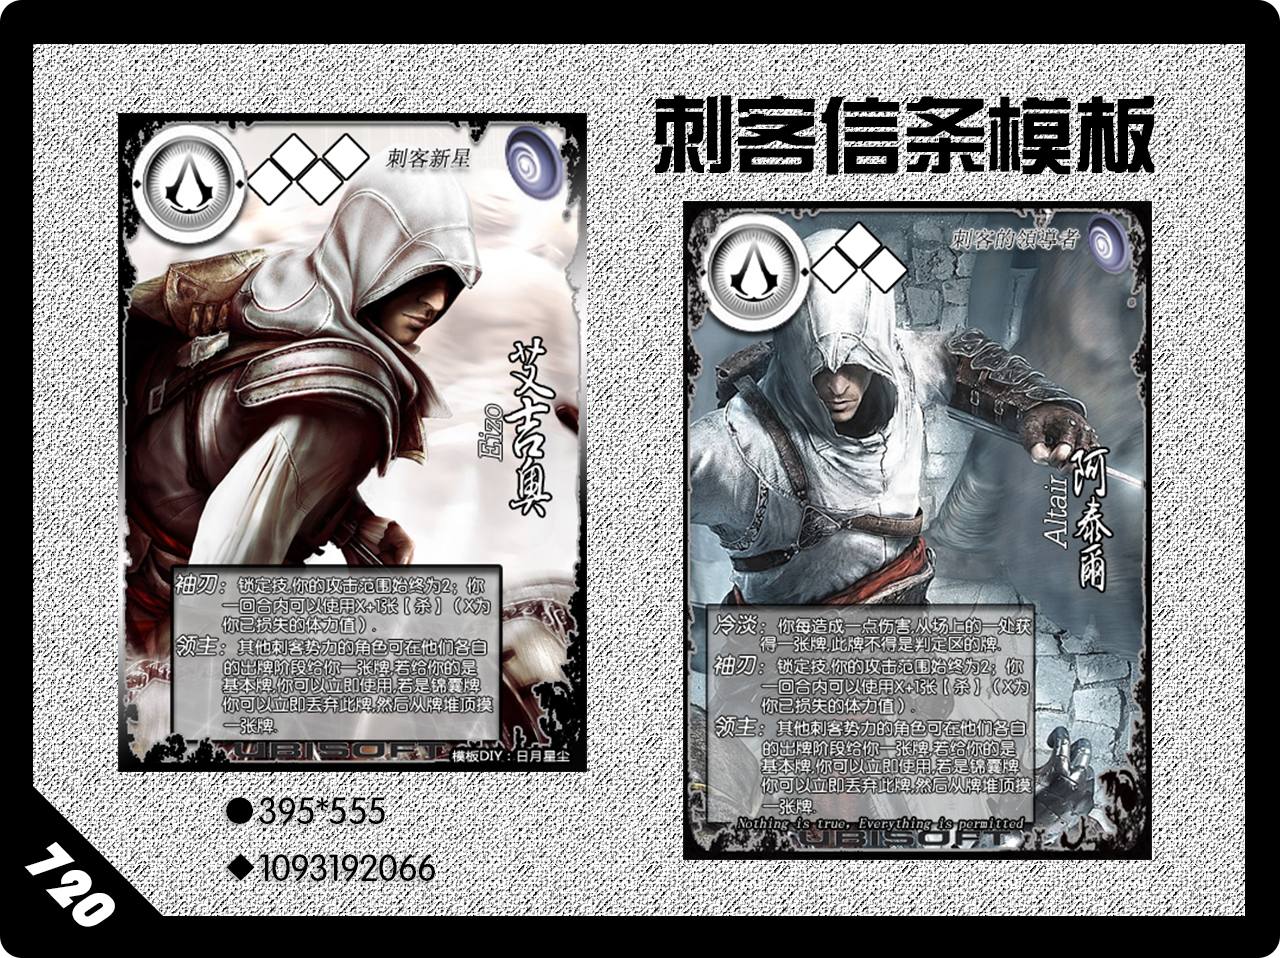 刺客信条模板
刺客新星
艾吉奥
Eizo
袖刃：锁定技,你的攻击范围始终为2；你
一回合内可以使用X+1张【杀】（X为
你已损失的体力值）.
领主：其他刺客势力的角色可在他们各自
的出牌阶段给你一张牌,若给你的是
基本牌,你可以立即使用,若是锦囊牌
你可以立即丢弃此牌,然后从牌堆顶摸
一张牌.
UBISOFT
模板DIY：日月星尘
刺客的領導者
阿泰爾
Altair
冷淡：你每造成一点伤害,从场上的一处获
得一张牌,此牌不得是判定区的牌.
袖刃：锁定技,你的攻击范围始终为2；你
一回合内可以使用X+1张【杀】（X为
你已损失的体力值）.
领主：其他刺客势力的角色可在他们各自
的出牌阶段给你一张牌,若给你的是
基本牌,你可以立即使用,若是锦囊牌
你可以立即丢弃此牌,然后从牌堆顶摸
一张牌.
Nothing is true, Everything is permitted
UBISOFT
●395*555
◆1093192066
720